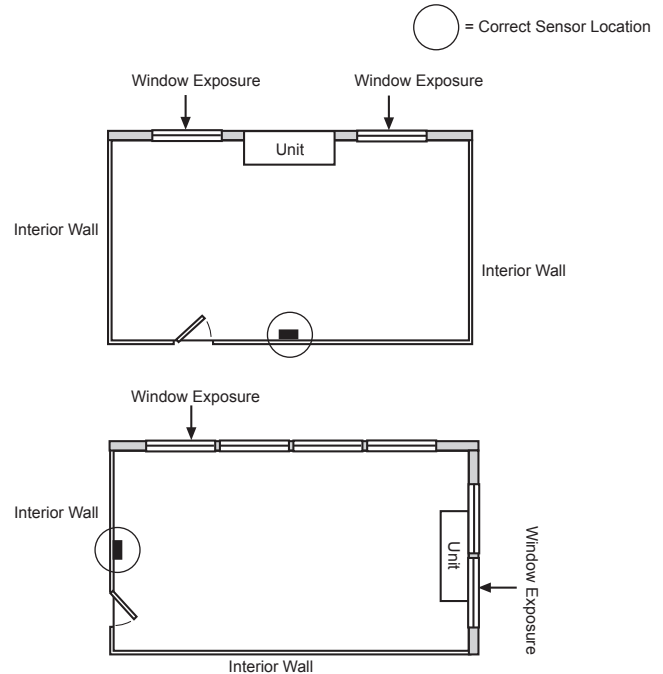 = Correct Sensor Location
Window Exposure
Window Exposure
Unit
Interior Wall
Interior Wall
Window Exposure
Interior Wall
Unit
Window Exposure
Interior Wall